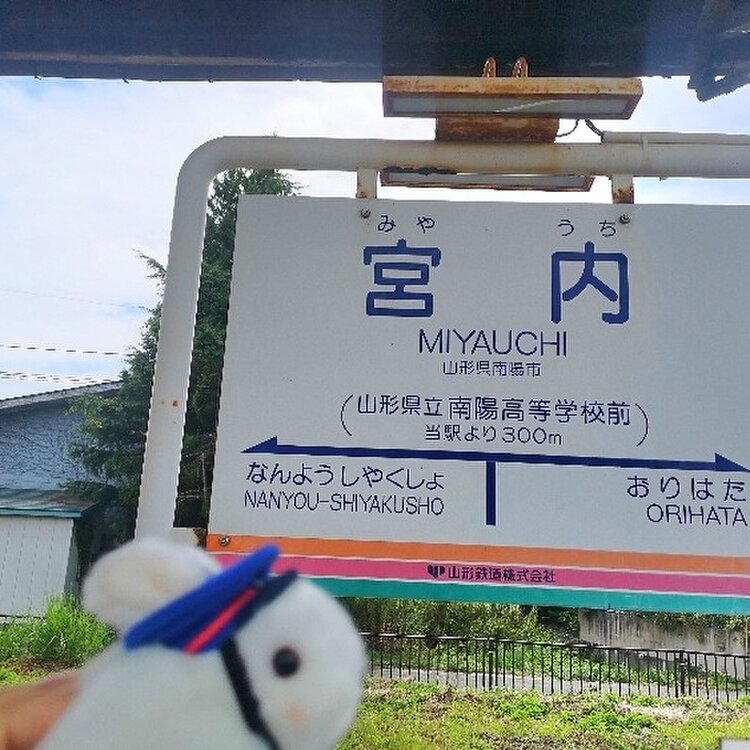 みや うち
宮 内
MIYAUCHI
山形県南陽市
(山形県立南陽高等学校前)
当駅より300m
なんようしやくしょ おりはた
NANYOU-SHIYAKUSHO ORIHATA
山形鉄道株式会社